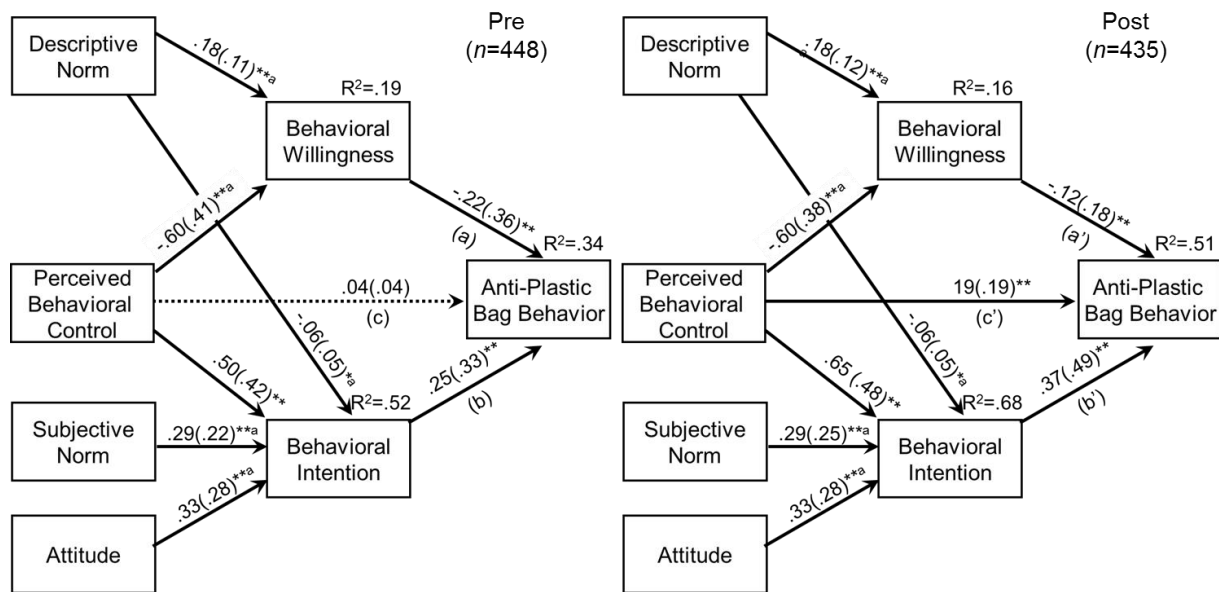 Pre
(n=448)
Descriptive
Norm
.18(.11)**a
R²=.19
Behavioral
Willingness
-.60(.41)**a
-.22(.36)**
(a)
R²=.34
Perceived
Behavioral
Control
.04(.04)
(c)
Anti-Plastic
Bag Behavior
-.06(.05)*a
.50(.42)**
.25(.33)**
(b)
R²=.52
Subjective
Norm
.29(.22)**a
Behavioral
Intention
.33(.28)**a
Attitude
Post
(n=435)
Descriptive
Norm
a
.18(.12)**a
R²=.16
Behavioral
Willingness
-.60(.38)**a
-.12(.18)**
(a')
R²=.51
Perceived
Behavioral
Control
19(.19)**
(c')
Anti-Plastic
Bag Behavior
-.06(.05)*a
.65 (.48)**
.37(.49)**
(b')
R²=.68
Subjective
Norm
.29(.25)**a
Behavioral
Intention
.33(.28)**a
Attitude